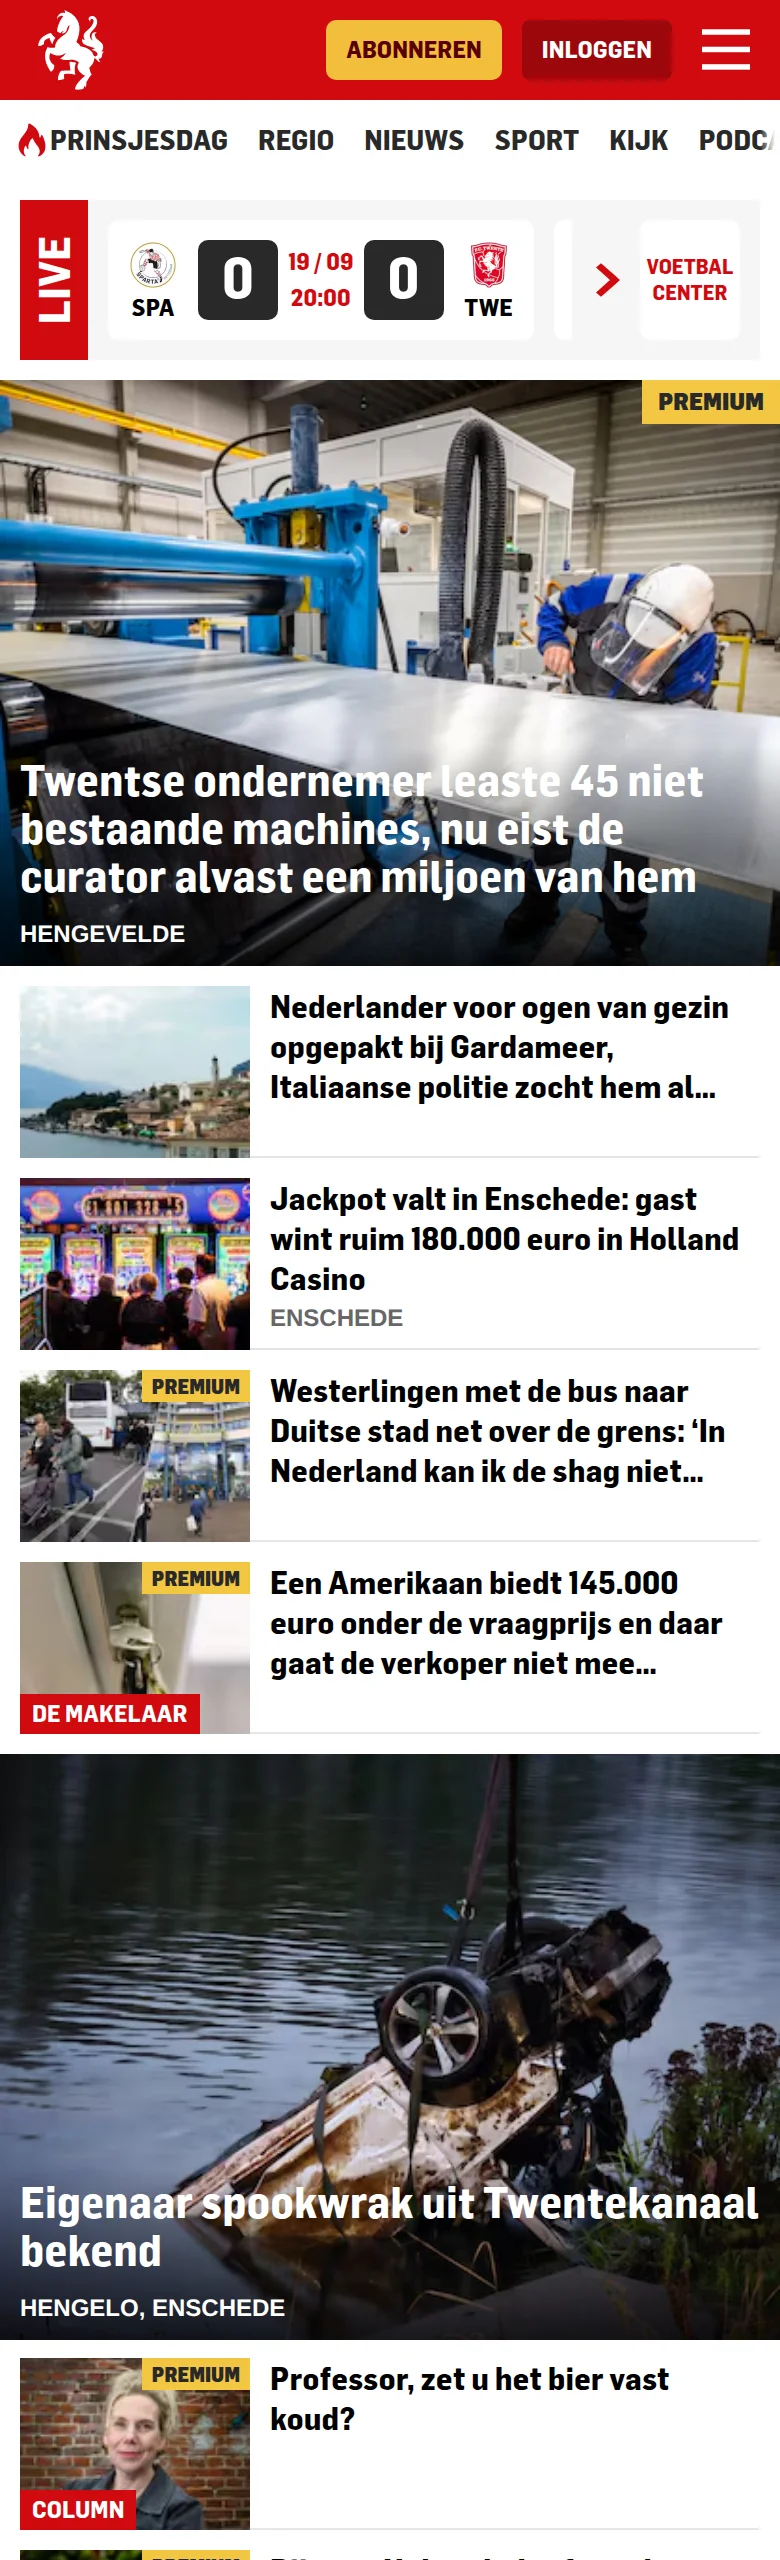 ABONNEREN
INLOGGEN
PRINSJESDAG REGIO NIEUWS SPORT KIJK
LIVE
SPA
0
19 / 09
20:00
0
TWE
VOETBAL
CENTER
PREMIUM
Twentse ondernemer leaste 45 niet
bestaande machines, nu eist de
curator alvast een miljoen van hem
HENGEVELDE
Nederlander voor ogen van gezin
opgepakt bij Gardameer,
Italiaanse politie zocht hem al...
Jackpot valt in Enschede: gast
wint ruim 180.000 euro in Holland
Casino
ENSCHEDE
PREMIUM
Westerlingen met de bus naar
Duitse stad net over de grens: ‘In
Nederland kan ik de shag niet...
PREMIUM
DE MAKELAAR
Een Amerikaan biedt 145.000
euro onder de vraagprijs en daar
gaat de verkoper niet mee...
Eigenaar spookwrak uit Twentekanaal
bekend
HENGELO, ENSCHEDE
PREMIUM
COLUMN
Professor, zet u het bier vast
koud?